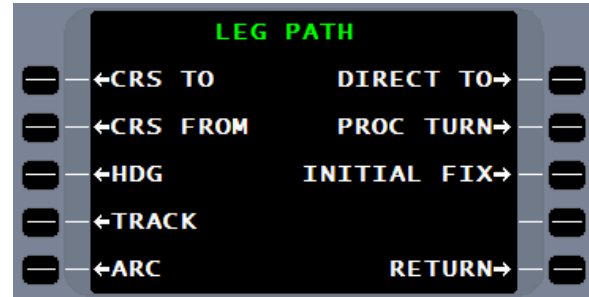 LEG PATH
←CRS TO DIRECT TO→
←CRS FROM PROC TURN→
←HDG INITIAL FIX→
←TRACK
←ARC RETURN→